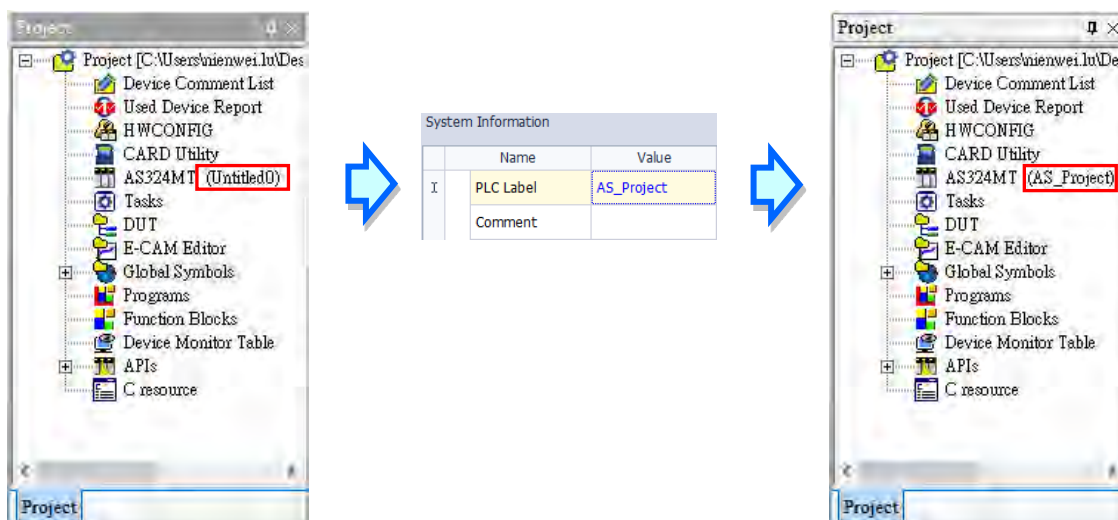 Project
Project [C:\Users\nienwei.lu\Des
Device Comment List
Used Device Report
HWCONFIG
CARD Utility
AS324MT (Untitled0)
Tasks
DUT
E-CAM Editor
Global Symbols
Programs
Function Blocks
Device Monitor Table
APIs
C resource
Project
System Information
Name Value
I PLC Label AS_Project
Comment
Project
Project [C:\Users\nienwei.lu\De
Device Comment List
Used Device Report
HWCONFIG
CARD Utility
AS324MT (AS_Project)
Tasks
DUT
E-CAM Editor
Global Symbols
Programs
Function Blocks
Device Monitor Table
APIs
C resource
Project